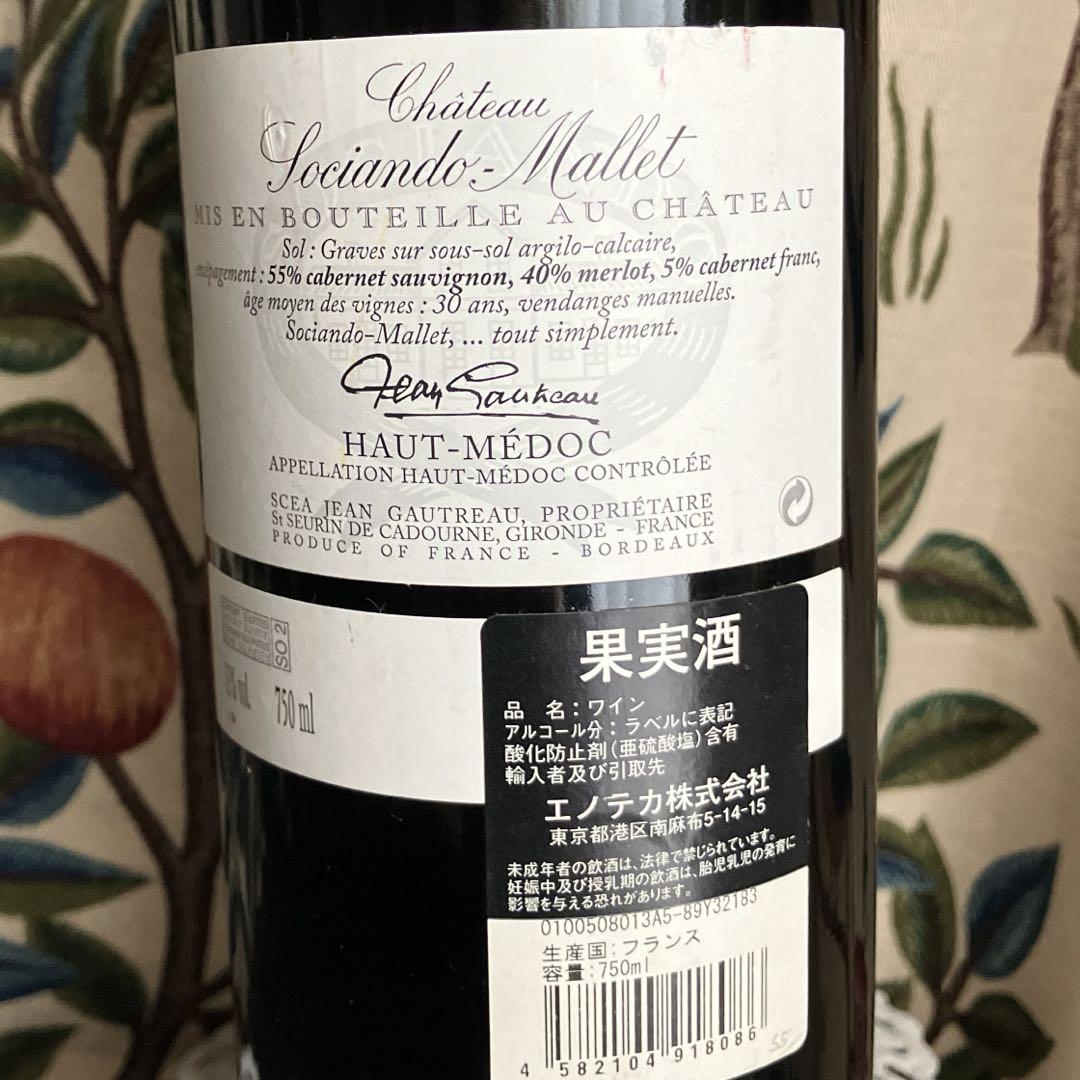 Château
Sociando-Mallet
MIS EN BOUTEILLE AU CHÂTEAU
Sol : Graves sur sous-sol argilo-calcaire,
encépagement : 55% cabernet sauvignon, 40% merlot, 5% cabernet franc,
âge moyen des vignes : 30 ans, vendanges manuelles.
Sociando-Mallet, ... tout simplement.
Jean Gautreau
HAUT-MÉDOC
APPELLATION HAUT-MÉDOC CONTRÔLÉE
SCEA JEAN GAUTREAU, PROPRIÉTAIRE
St SEURIN DE CADOURNE, GIRONDE - FRANCE
PRODUCE OF FRANCE - BORDEAUX
SO2
% vol.
750 ml
果実酒
品 名:ワイン
アルコール分:ラベルに表記
酸化防止剤(亜硫酸塩)含有
輸入者及び引取先
エノテカ株式会社
東京都港区南麻布5-14-15
未成年者の飲酒は、法律で禁じられています。
妊娠中及び授乳期の飲酒は、胎児乳児の発育に
影響を与える恐れがあります。
0100508013A5-89Y32183
生産国:フランス
容量:750ml
4 582104 918086
55